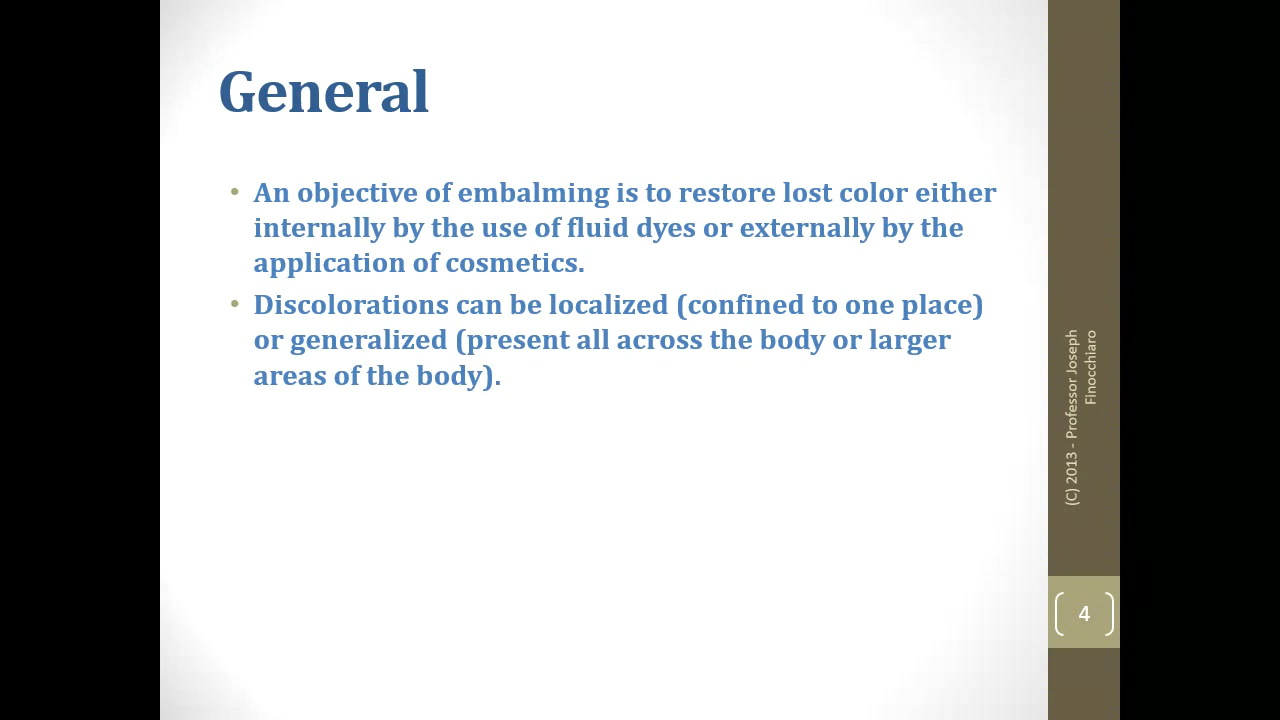 General
• An objective of embalming is to restore lost color either
internally by the use of fluid dyes or externally by the
application of cosmetics.
• Discolorations can be localized (confined to one place)
or generalized (present all across the body or larger
areas of the body).
(C) 2013 - Professor Joseph
Finocchiaro
4